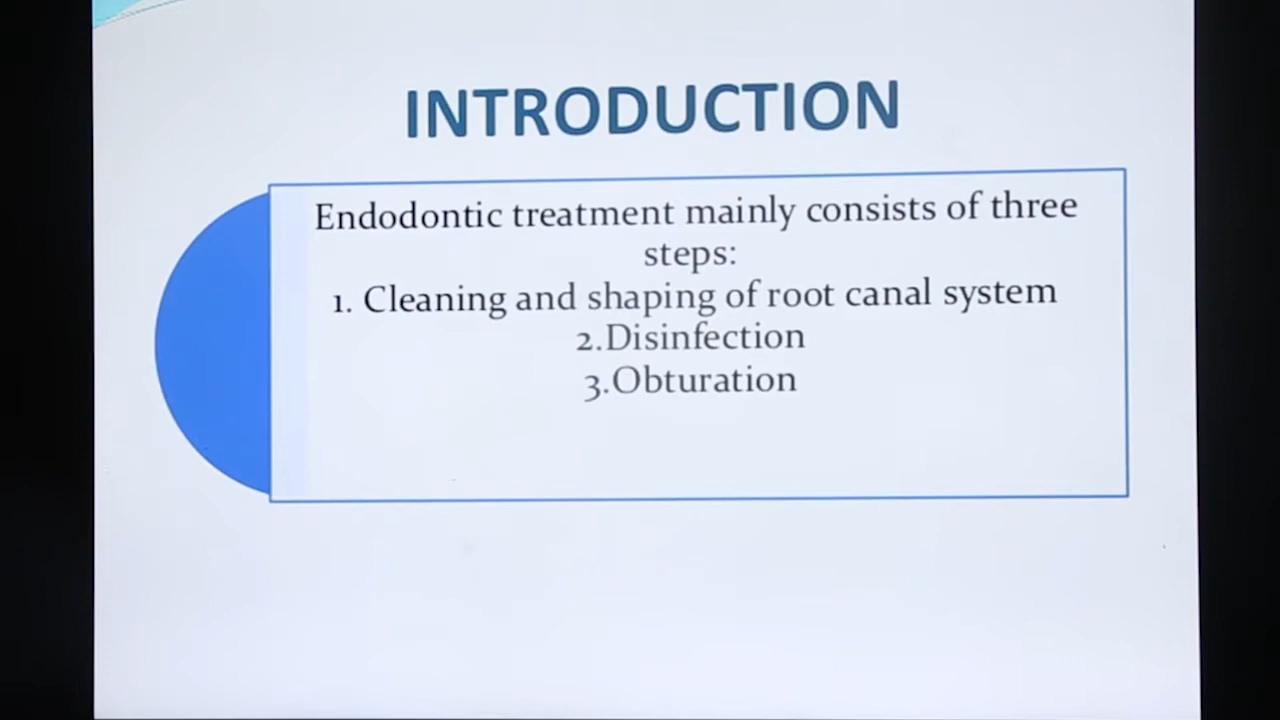 INTRODUCTION
Endodontic treatment mainly consists of three
steps:
1. Cleaning and shaping of root canal system
2.Disinfection
3.Obturation